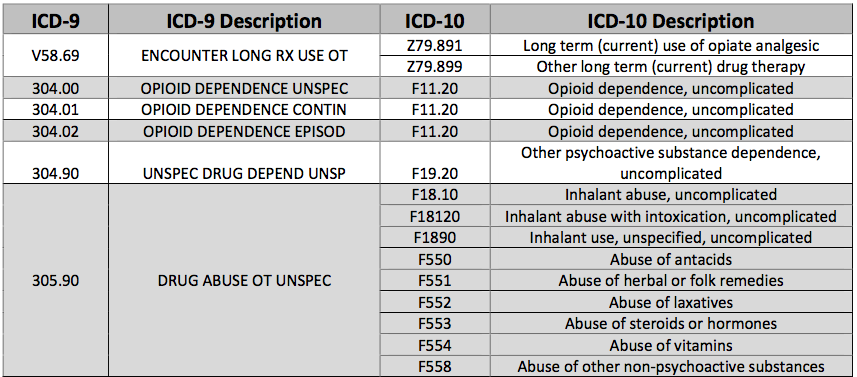 ICD-9 ICD-9 Description ICD-10 ICD-10 Description
V58.69 ENCOUNTER LONG RX USE OT Z79.891 Long term (current) use of opiate analgesic
Z79.899 Other long term (current) drug therapy
304.00 OPIOID DEPENDENCE UNSPEC F11.20 Opioid dependence, uncomplicated
304.01 OPIOID DEPENDENCE CONTIN F11.20 Opioid dependence, uncomplicated
304.02 OPIOID DEPENDENCE EPISOD F11.20 Opioid dependence, uncomplicated
304.90 UNSPEC DRUG DEPEND UNSP F19.20 Other psychoactive substance dependence,
uncomplicated
305.90 DRUG ABUSE OT UNSPEC F18.10 Inhalant abuse, uncomplicated
F18120 Inhalant abuse with intoxication, uncomplicated
F1890 Inhalant use, unspecified, uncomplicated
F550 Abuse of antacids
F551 Abuse of herbal or folk remedies
F552 Abuse of laxatives
F553 Abuse of steroids or hormones
F554 Abuse of vitamins
F558 Abuse of other non-psychoactive substances